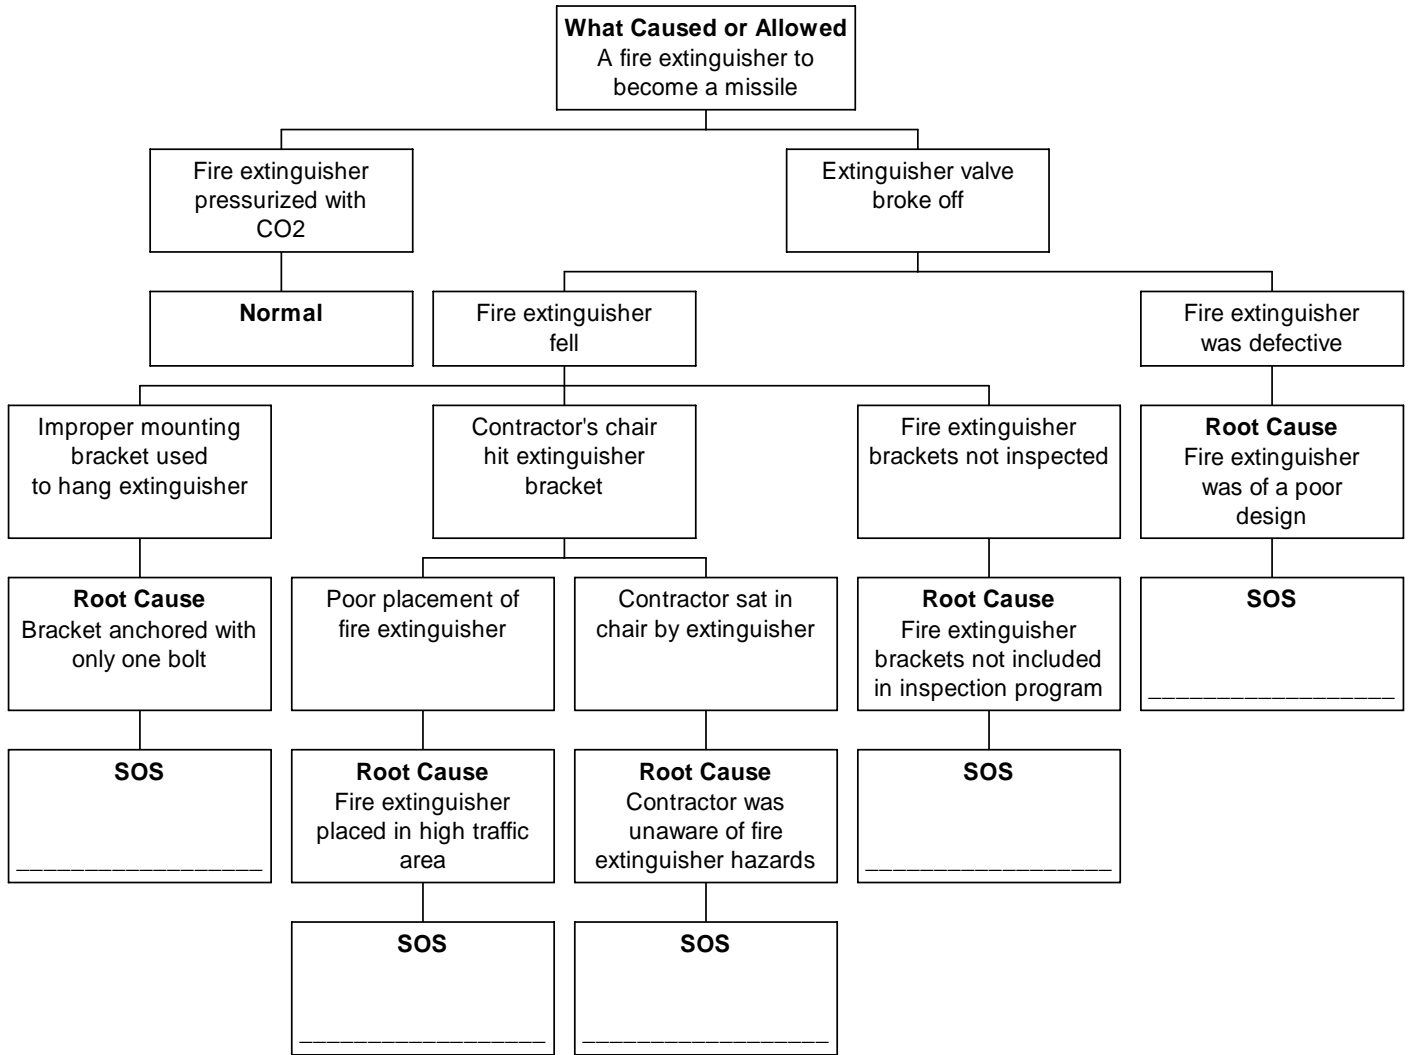 What Caused or Allowed
A fire extinguisher to
become a missile
Fire extinguisher
pressurized with
CO2
Extinguisher valve
broke off
Normal
Fire extinguisher
fell
Fire extinguisher
was defective
Improper mounting
bracket used
to hang extinguisher
Contractor's chair
hit extinguisher
bracket
Fire extinguisher
brackets not inspected
Root Cause
Fire extinguisher
was of a poor
design
Root Cause
Bracket anchored with
only one bolt
Poor placement of
fire extinguisher
Contractor sat in
chair by extinguisher
Root Cause
Fire extinguisher
brackets not included
in inspection program
SOS
__________________
SOS
__________________
Root Cause
Fire extinguisher
placed in high traffic
area
Root Cause
Contractor was
unaware of fire
extinguisher hazards
SOS
__________________
SOS
__________________
SOS
__________________